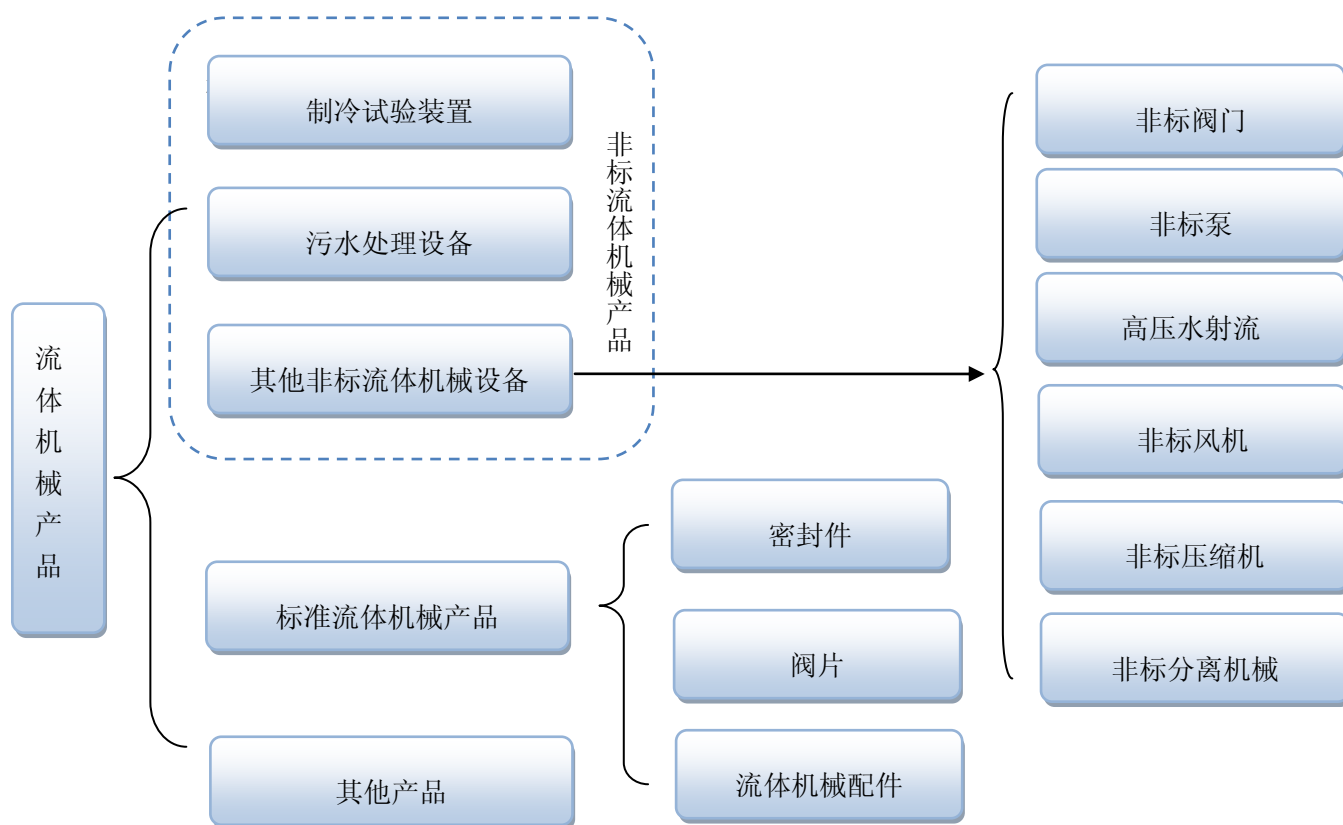 流体机械产品
制冷试验装置
污水处理设备
其他非标流体机械设备
非标流体机械产品
标准流体机械产品
其他产品
密封件
阀片
流体机械配件
非标阀门
非标泵
高压水射流
非标风机
非标压缩机
非标分离机械